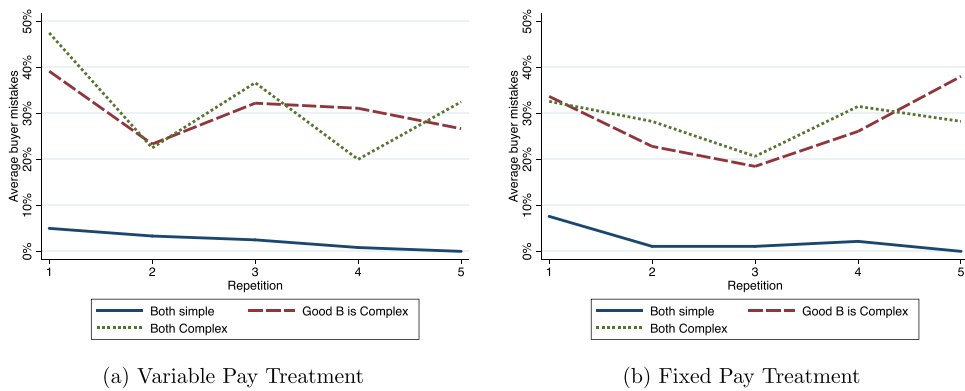 Average buyer mistakes
50%
40%
30%
20%
10%
0%
1 2 3 4 5
Repetition
Both simple Good B is Complex
Both Complex
(a) Variable Pay Treatment
Average buyer mistakes
50%
40%
30%
20%
10%
0%
1 2 3 4 5
Repetition
Both simple Good B is Complex
Both Complex
(b) Fixed Pay Treatment